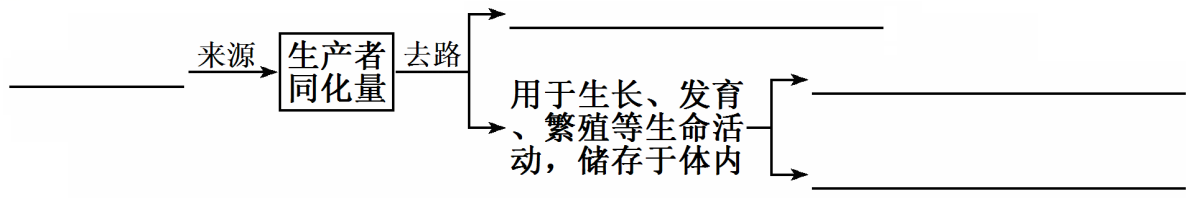 来源
生产者
同化量
去路
用于生长、发育
、繁殖等生命活
动，储存于体内